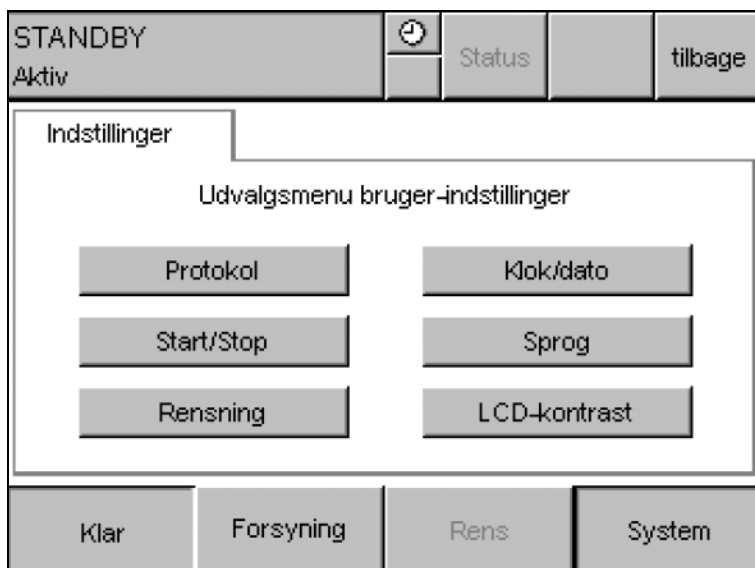 STANDBY
Aktiv
Status
tilbage
Indstillinger
Udvalgsmenu bruger-indstillinger
Protokol
Klok/dato
Start/Stop
Sprog
Rensning
LCD-kontrast
Klar
Forsyning
Rens
System